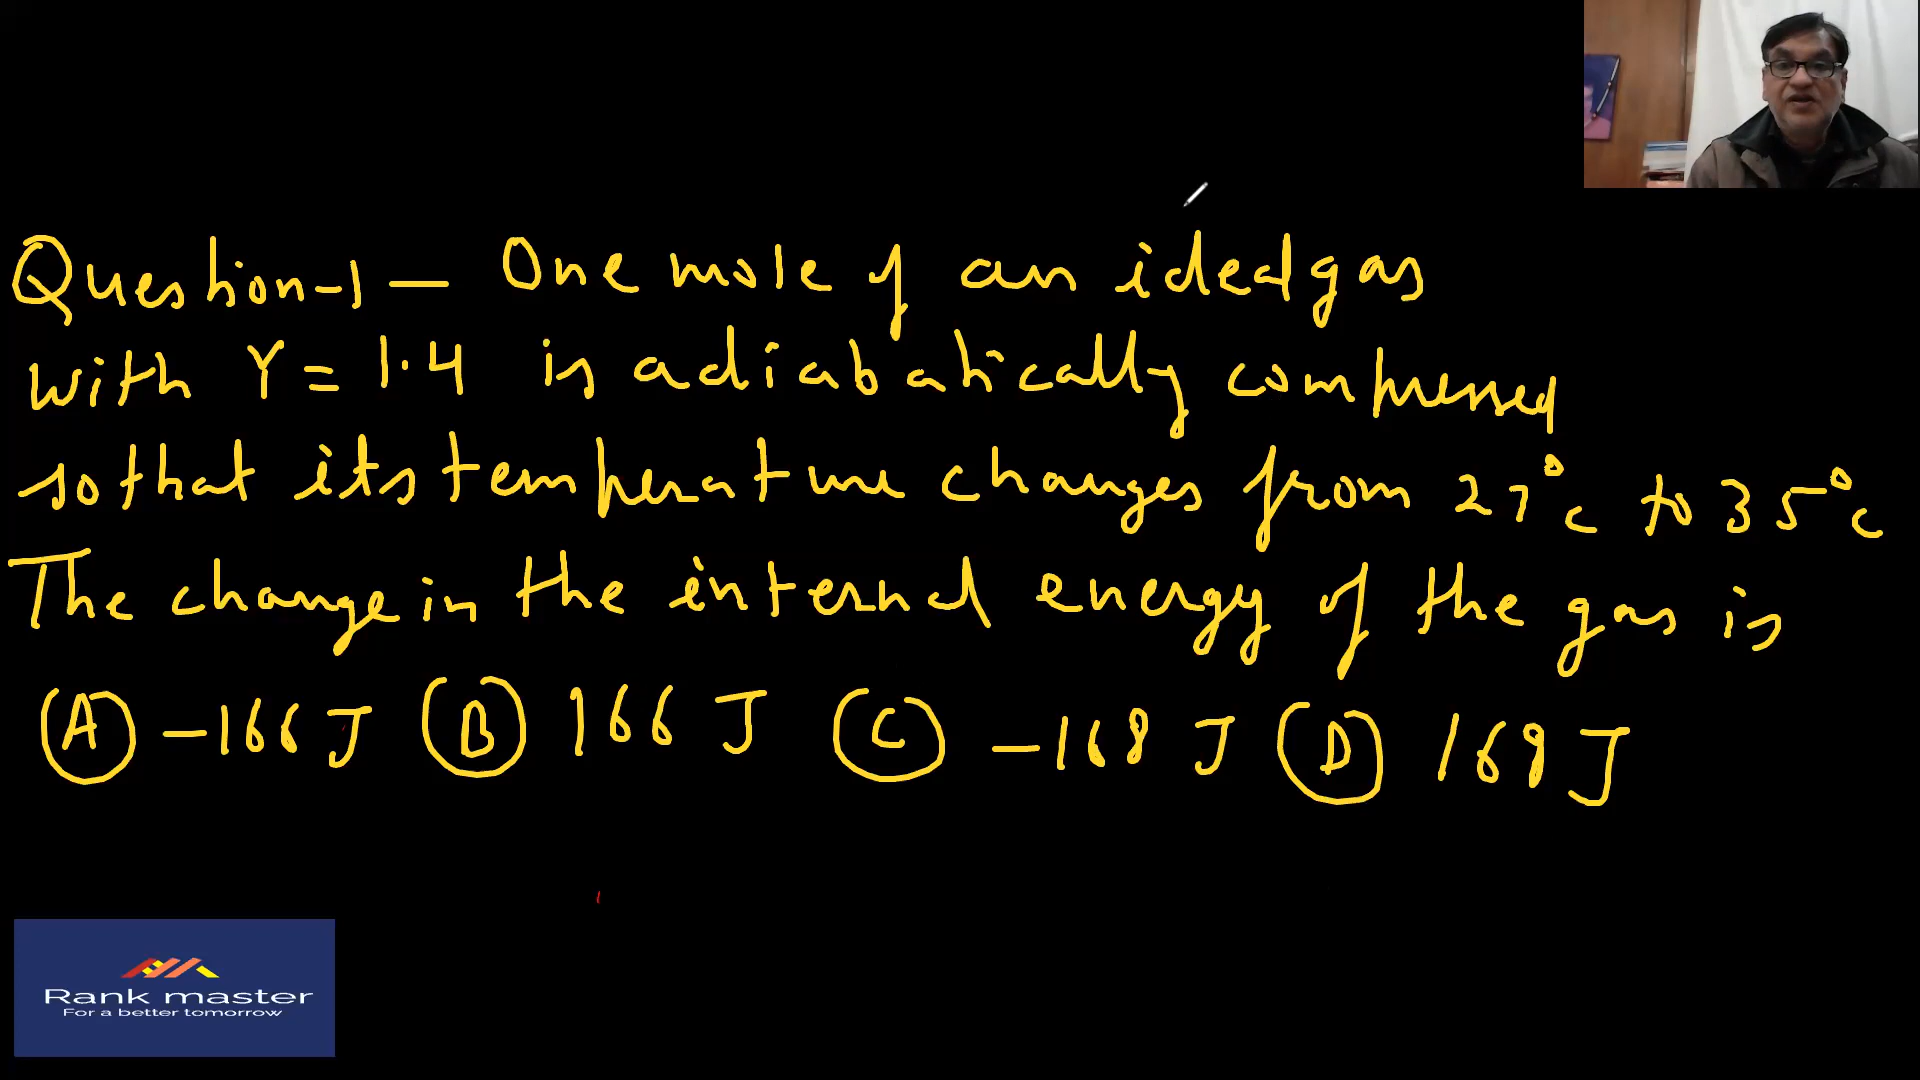 Question-1 — One mole of an ideal gas
with γ = 1.4 is adiabatically compressed
so that its temperature changes from 27°c to 35°c
The change in the internal energy of the gas is
(A) -166 J (B) 166 J (C) -168 J (D) 168 J
Rank master
For a better tomorrow